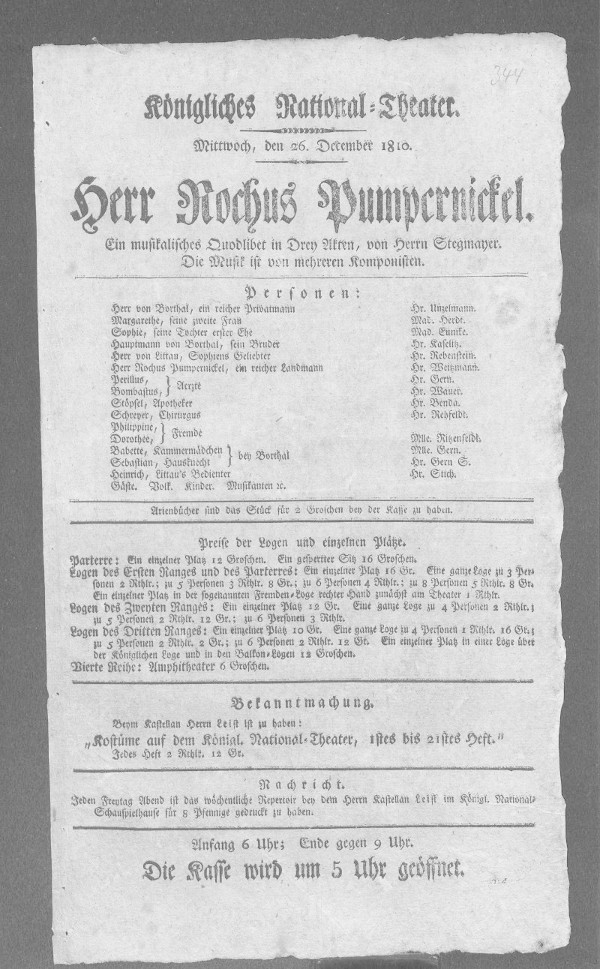 344
Königliches National-Theater.
Mittwoch, den 26. December 1810.
Herr Rochus Pumpernickel.
Ein musikalisches Quodlibet in Drey Akten, von Herrn Stegmayer.
Die Musik ist von mehreren Komponisten.
Personen:
Herr von Borthal, ein reicher Privatmann Hr. Unzelmann.
Margarethe, seine zweite Frau Mad. Herdt.
Sophie, seine Tochter erster Ehe Mad. Eunike.
Hauptmann von Borthal, sein Bruder Hr. Kaselitz.
Herr von Littau, Sophiens Geliebter Hr. Rebenstein.
Herr Rochus Pumpernickel, ein reicher Landmann Hr. Weitzmann.
Perillus, } Aerzte Hr. Gern.
Bombastus, } Hr. Wauer.
Stöpsel, Apotheker Hr. Benda.
Schreyer, Chirurgus Hr. Rehfeldt.
Philippine, } Fremde
Dorothee, } Mlle. Ritzenfeldt.
Babette, Kammermädchen } bey Borthal Mlle. Gern.
Sebastian, Hausknecht } Hr. Gern S.
Heinrich, Littau's Bedienter Hr. Stich.
Gäste. Volk. Kinder. Musikanten ꝛc.
Arienbücher sind das Stück für 2 Groschen bey der Kasse zu haben.
Preise der Logen und einzelnen Plätze.
Parterre: Ein einzelner Platz 12 Groschen. Ein gesperrter Sitz 16 Groschen.
Logen des Ersten Ranges und des Parterres: Ein einzelner Platz 16 Gr. Eine ganze Loge zu 3 Per-
sonen 2 Rthlr.; zu 5 Personen 3 Rthlr. 8 Gr.; zu 6 Personen 4 Rthlr.; zu 8 Personen 5 Rthlr. 8 Gr.
Ein einzelner Platz in der sogenannten Fremden-Loge rechter Hand zunächst am Theater 1 Rthlr.
Logen des Zweyten Ranges: Ein einzelner Platz 12 Gr. Eine ganze Loge zu 4 Personen 2 Rthlr.;
zu 5 Personen 2 Rthlr. 12 Gr.; zu 6 Personen 3 Rthlr.
Logen des Dritten Ranges: Ein einzelner Platz 10 Gr. Eine ganze Loge zu 4 Personen 1 Rthlr. 16 Gr.;
zu 5 Personen 2 Rthlr. 2 Gr.; zu 6 Personen 2 Rthlr. 12 Gr. Ein einzelner Platz in einer Loge über
der Königlichen Loge und in den Balkon-Logen 12 Groschen.
Vierte Reihe: Amphitheater 6 Groschen.
Bekanntmachung.
Beym Kastellan Herrn Leist ist zu haben:
„Kostüme auf dem Königl. National-Theater, 1stes bis 21stes Heft."
Jedes Heft 2 Rthlr. 12 Gr.
Nachricht.
Jeden Freytag Abend ist das wöchentliche Repertoir bey dem Herrn Kastellan Leist im Königl. National-
Schauspielhause für 8 Pfennige gedruckt zu haben.
Anfang 6 Uhr; Ende gegen 9 Uhr.
Die Kasse wird um 5 Uhr geöffnet.